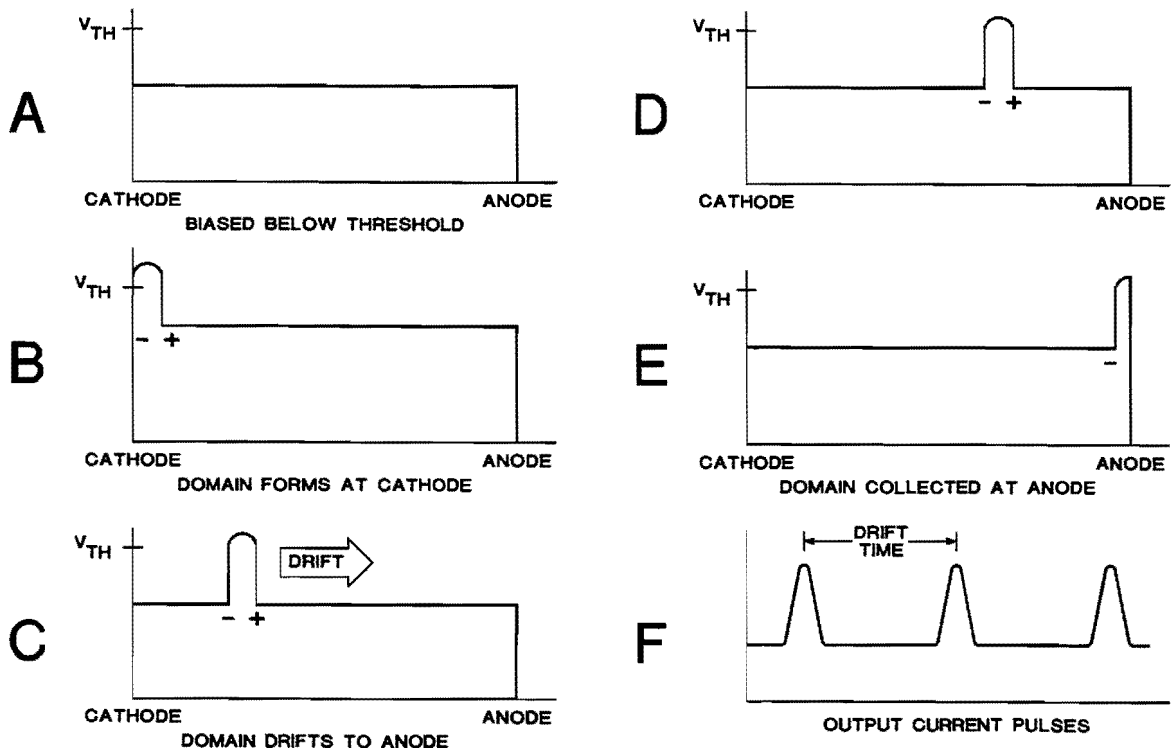 A
V_TH
CATHODE
ANODE
BIASED BELOW THRESHOLD
B
V_TH
- +
CATHODE
ANODE
DOMAIN FORMS AT CATHODE
C
V_TH
DRIFT
- +
CATHODE
ANODE
DOMAIN DRIFTS TO ANODE
D
V_TH
- +
CATHODE
ANODE
E
V_TH
-
CATHODE
ANODE
DOMAIN COLLECTED AT ANODE
F
DRIFT
TIME
OUTPUT CURRENT PULSES